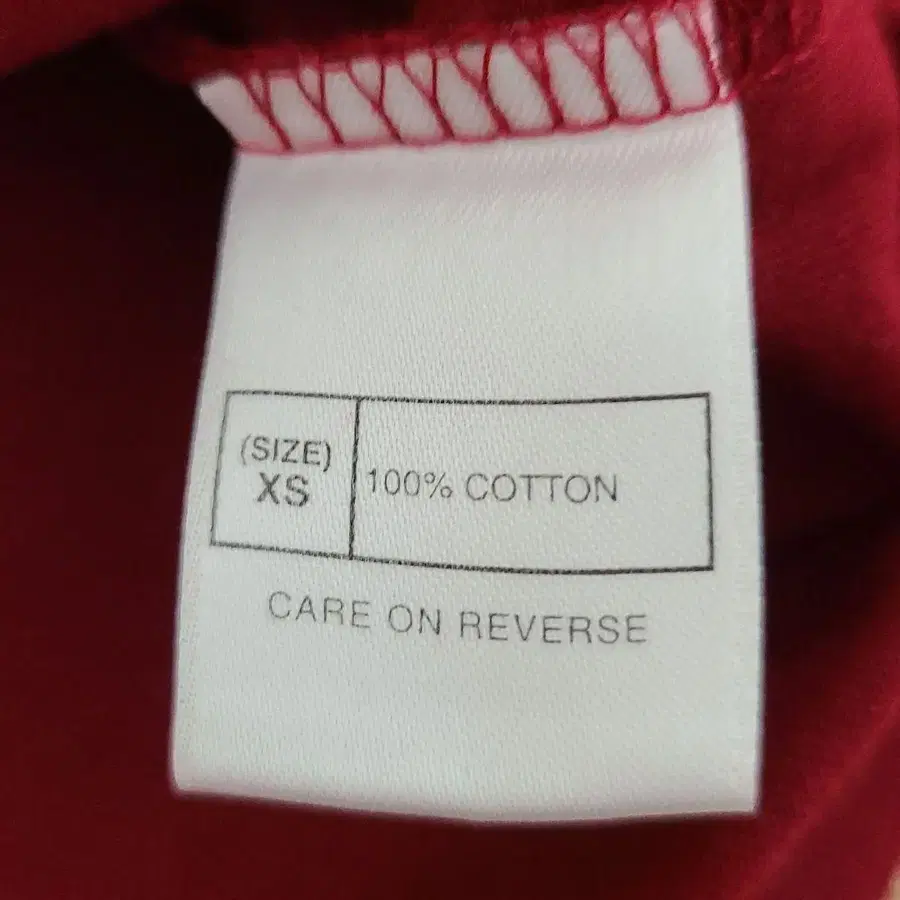 (SIZE)
XS
100% COTTON
CARE ON REVERSE